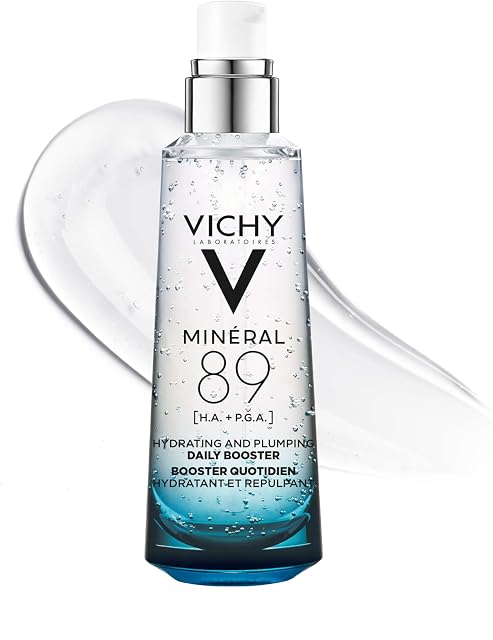 VICHY
LABORATOIRES
V
MINÉRAL
89
[H.A. + P.G.A.]
HYDRATING AND PLUMPING
DAILY BOOSTER
BOOSTER QUOTIDIEN
HYDRATANT ET REPULPANT